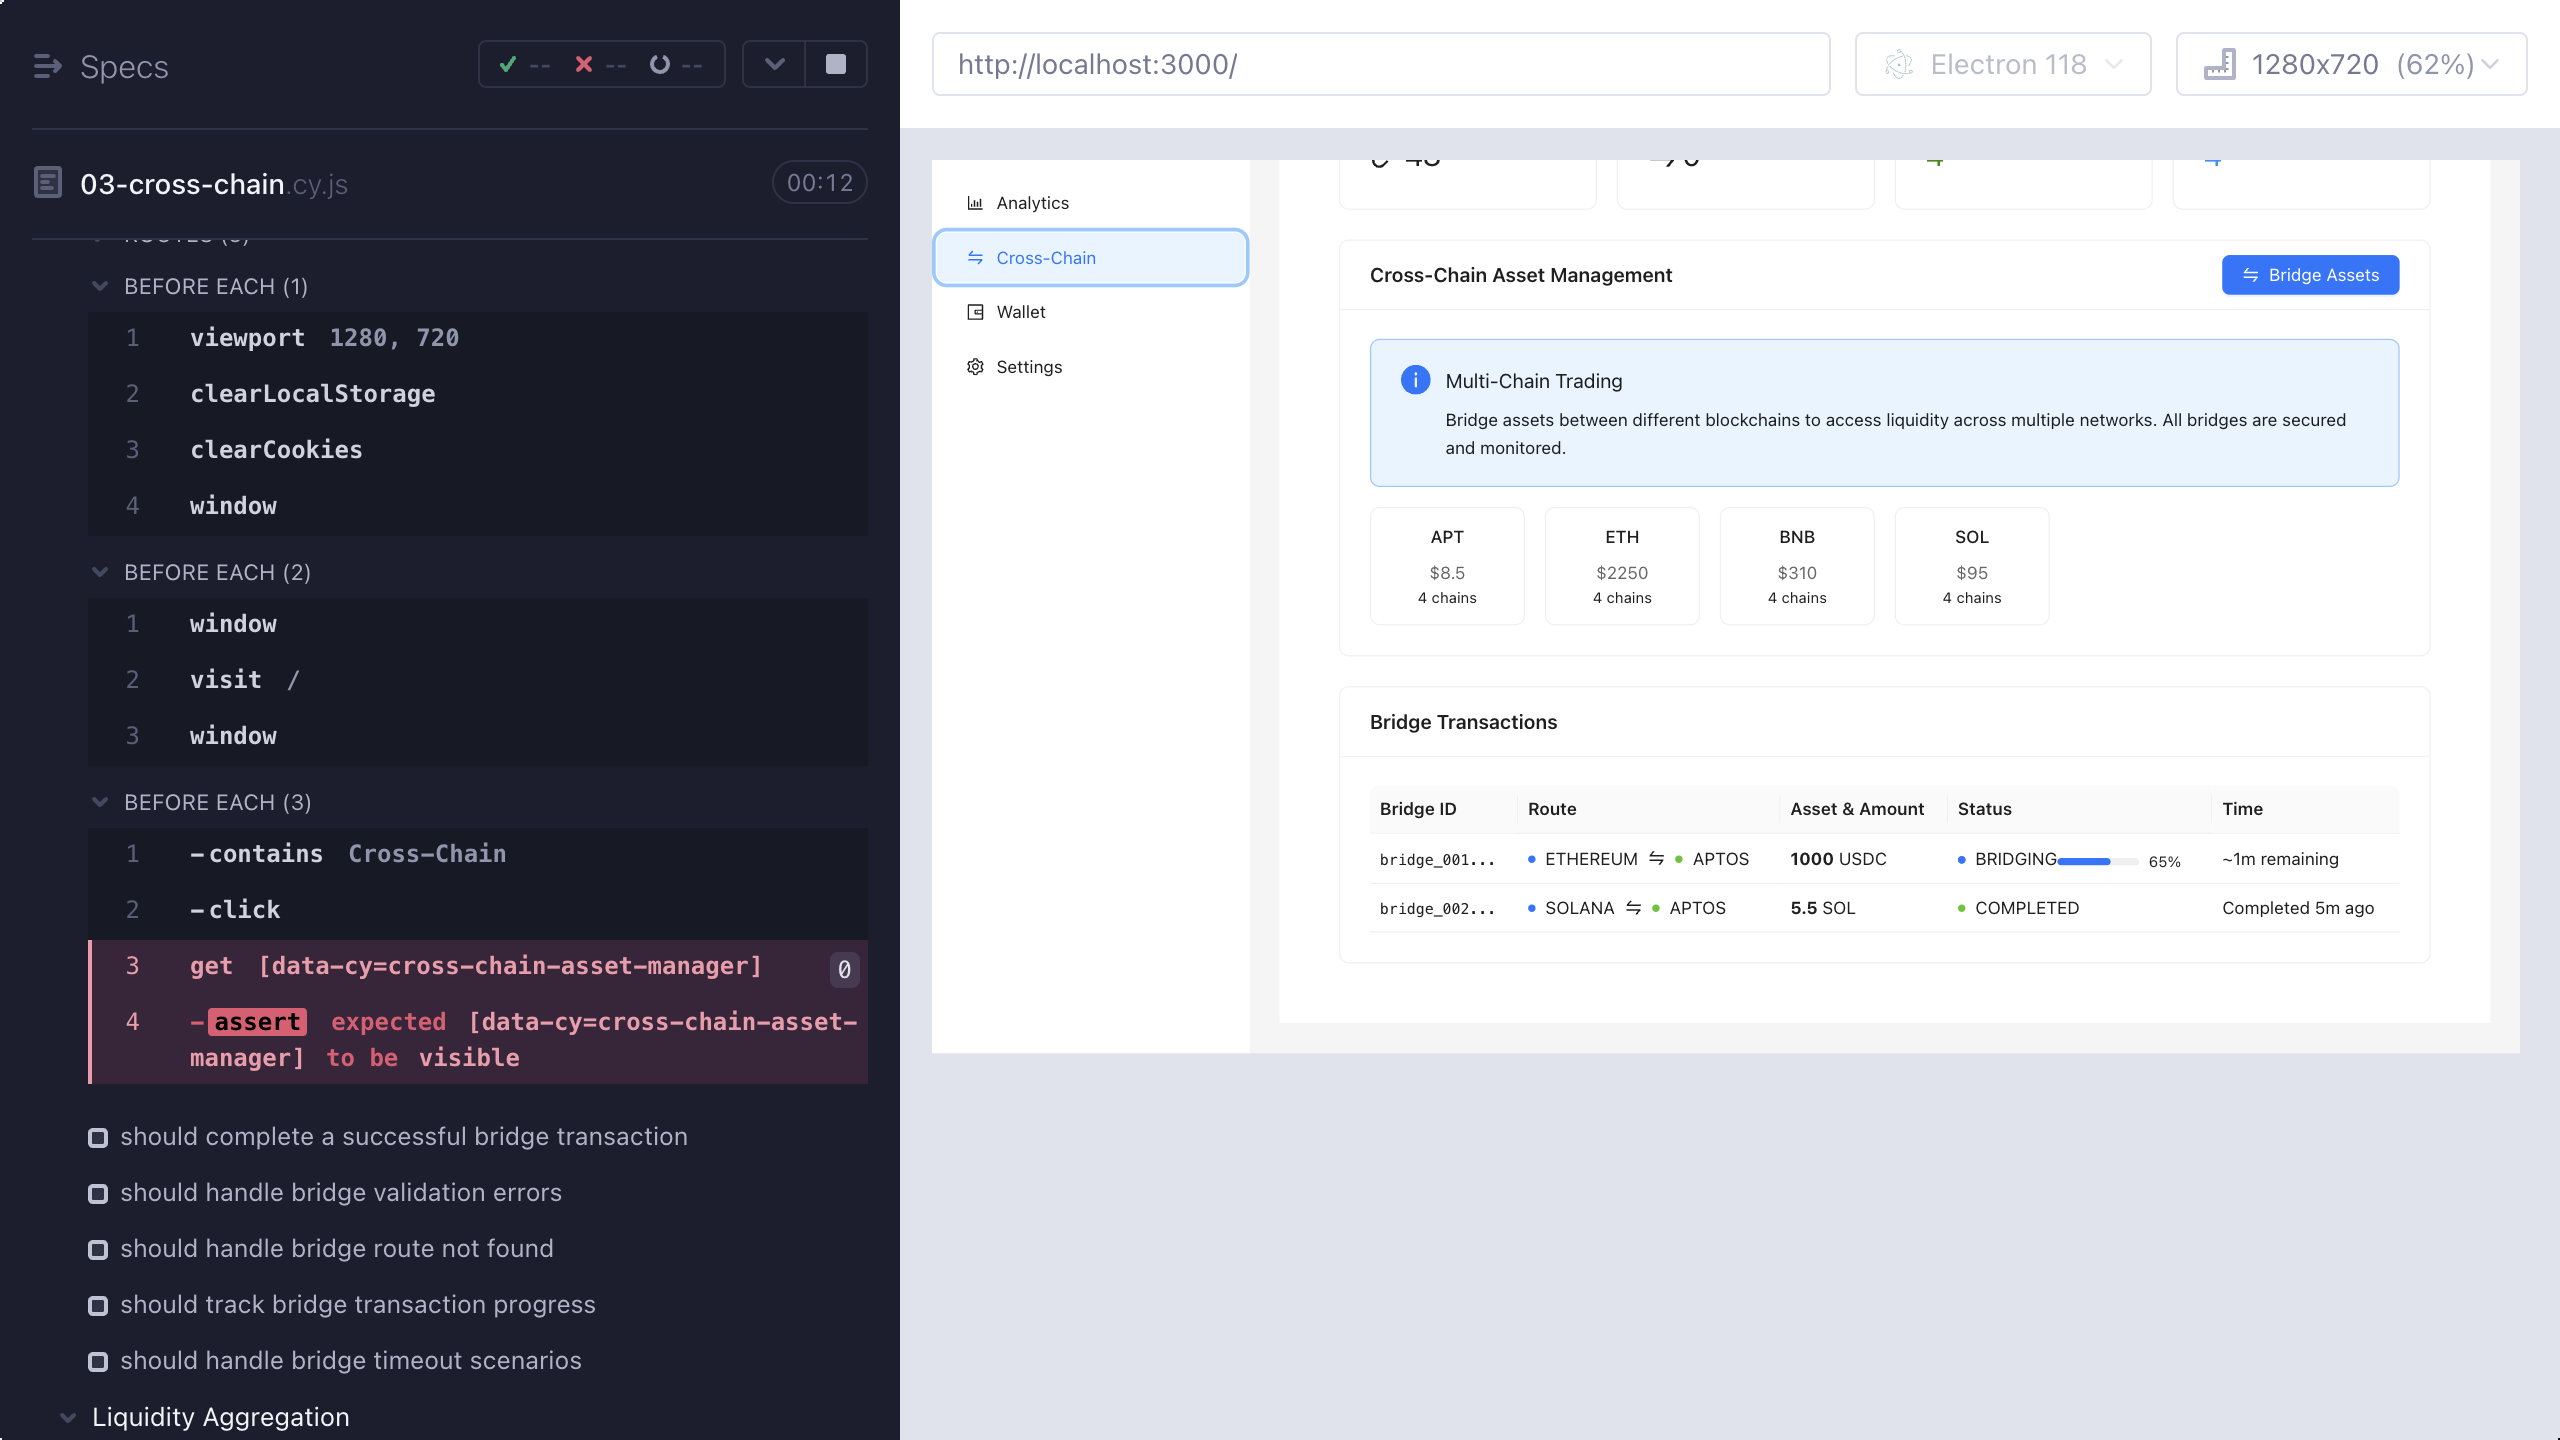 Specs
-- -- --
03-cross-chain.cy.js
00:12
BEFORE EACH (1)
1 viewport 1280, 720
2 clearLocalStorage
3 clearCookies
4 window
BEFORE EACH (2)
1 window
2 visit /
3 window
BEFORE EACH (3)
1 -contains Cross-Chain
2 -click
3 get [data-cy=cross-chain-asset-manager] 0
4 -assert expected [data-cy=cross-chain-asset-
manager] to be visible
should complete a successful bridge transaction
should handle bridge validation errors
should handle bridge route not found
should track bridge transaction progress
should handle bridge timeout scenarios
Liquidity Aggregation
http://localhost:3000/
Electron 118
1280x720 (62%)
Analytics
Cross-Chain
Wallet
Settings
Cross-Chain Asset Management
Bridge Assets
Multi-Chain Trading
Bridge assets between different blockchains to access liquidity across multiple networks. All bridges are secured
and monitored.
APT
$8.5
4 chains
ETH
$2250
4 chains
BNB
$310
4 chains
SOL
$95
4 chains
Bridge Transactions
Bridge ID Route Asset & Amount Status Time
bridge_001... ETHEREUM APTOS 1000 USDC BRIDGING 65% ~1m remaining
bridge_002... SOLANA APTOS 5.5 SOL COMPLETED Completed 5m ago